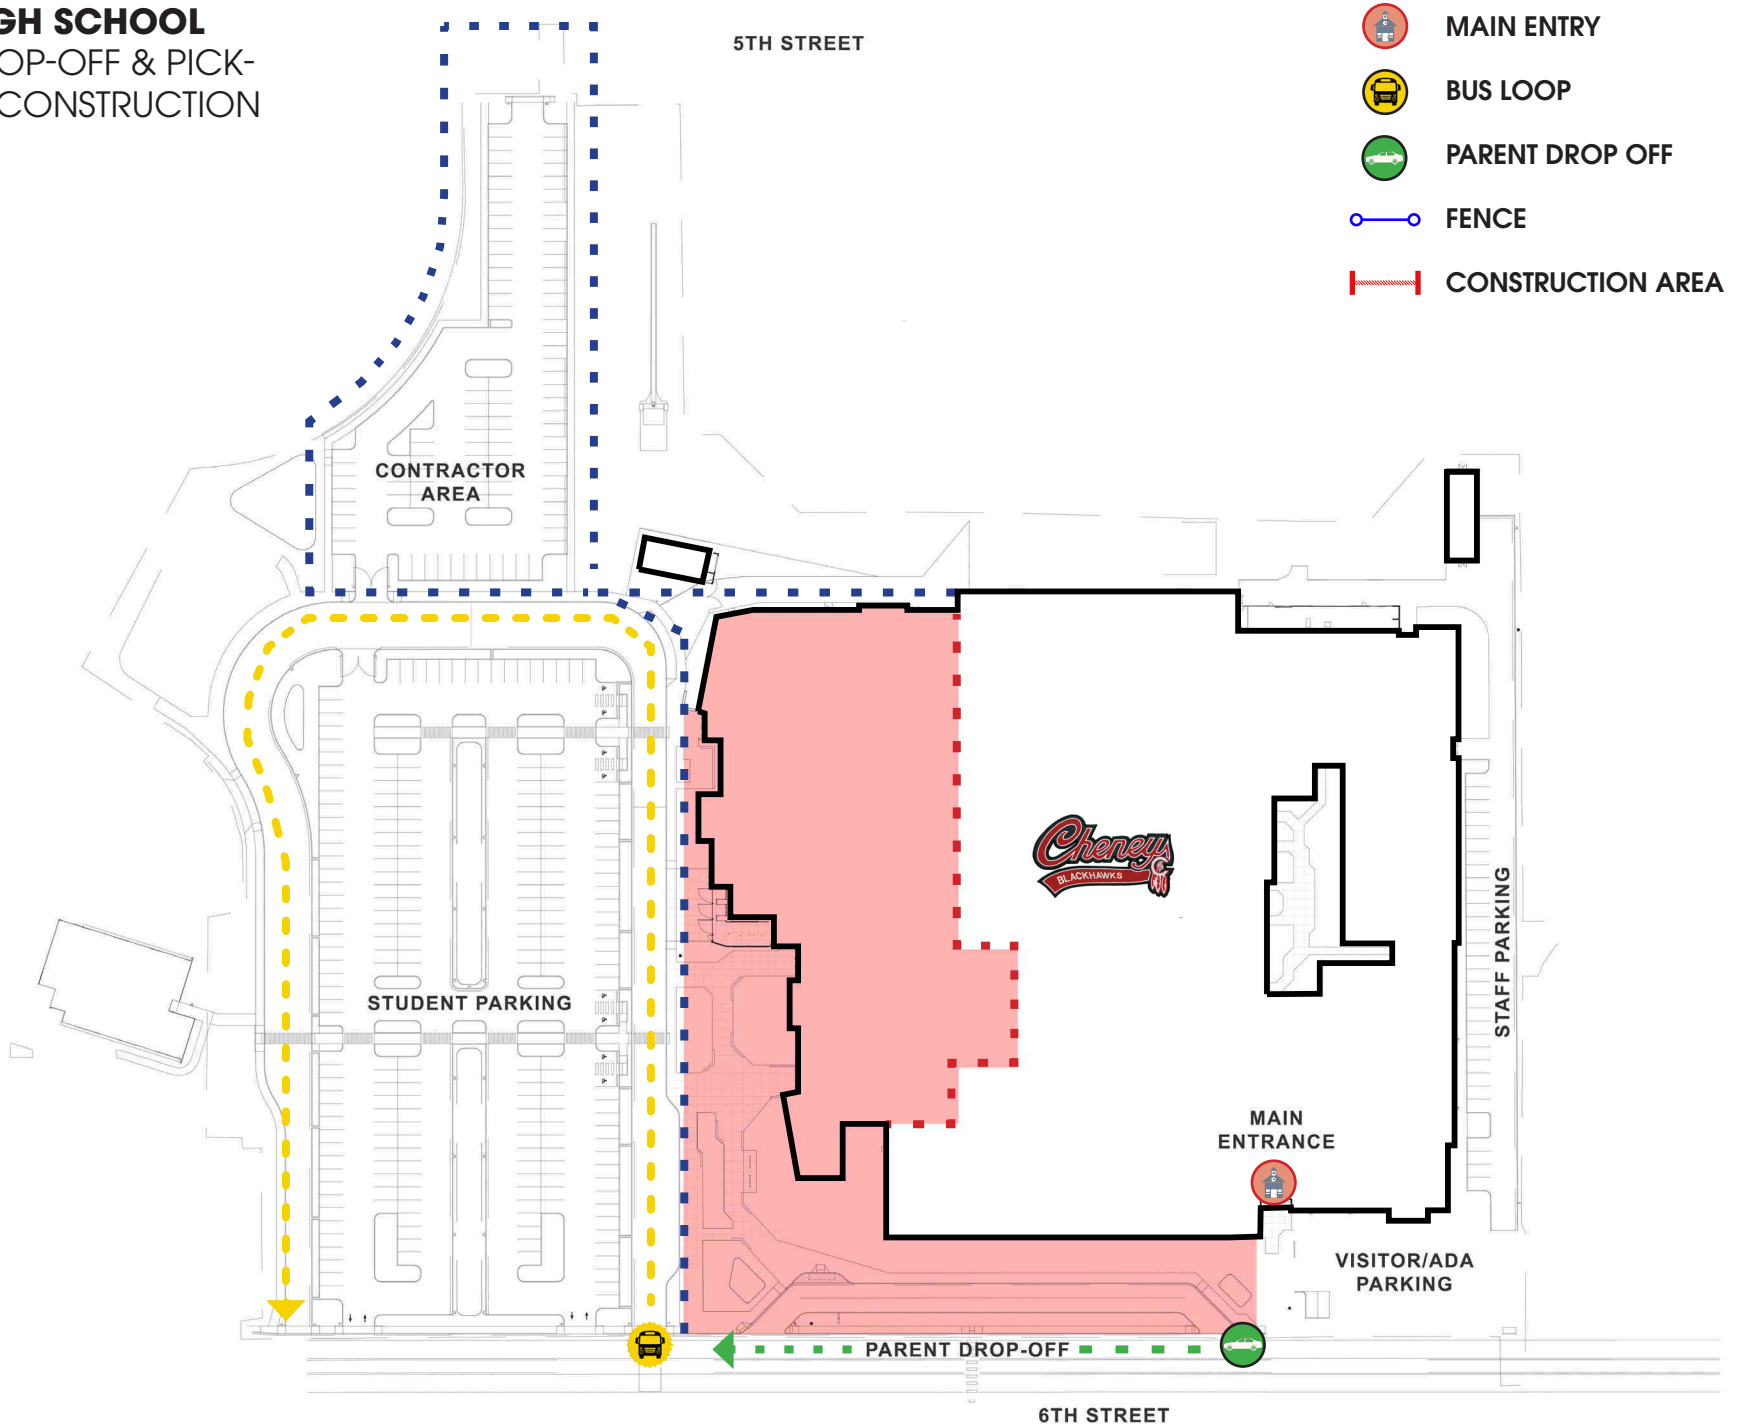 GH SCHOOL
OP-OFF & PICK-
CONSTRUCTION
5TH STREET
MAIN ENTRY
BUS LOOP
PARENT DROP OFF
FENCE
CONSTRUCTION AREA
CONTRACTOR
AREA
Cheney
BLACKHAWKS
STUDENT PARKING
STAFF PARKING
MAIN
ENTRANCE
VISITOR/ADA
PARKING
PARENT DROP-OFF
6TH STREET